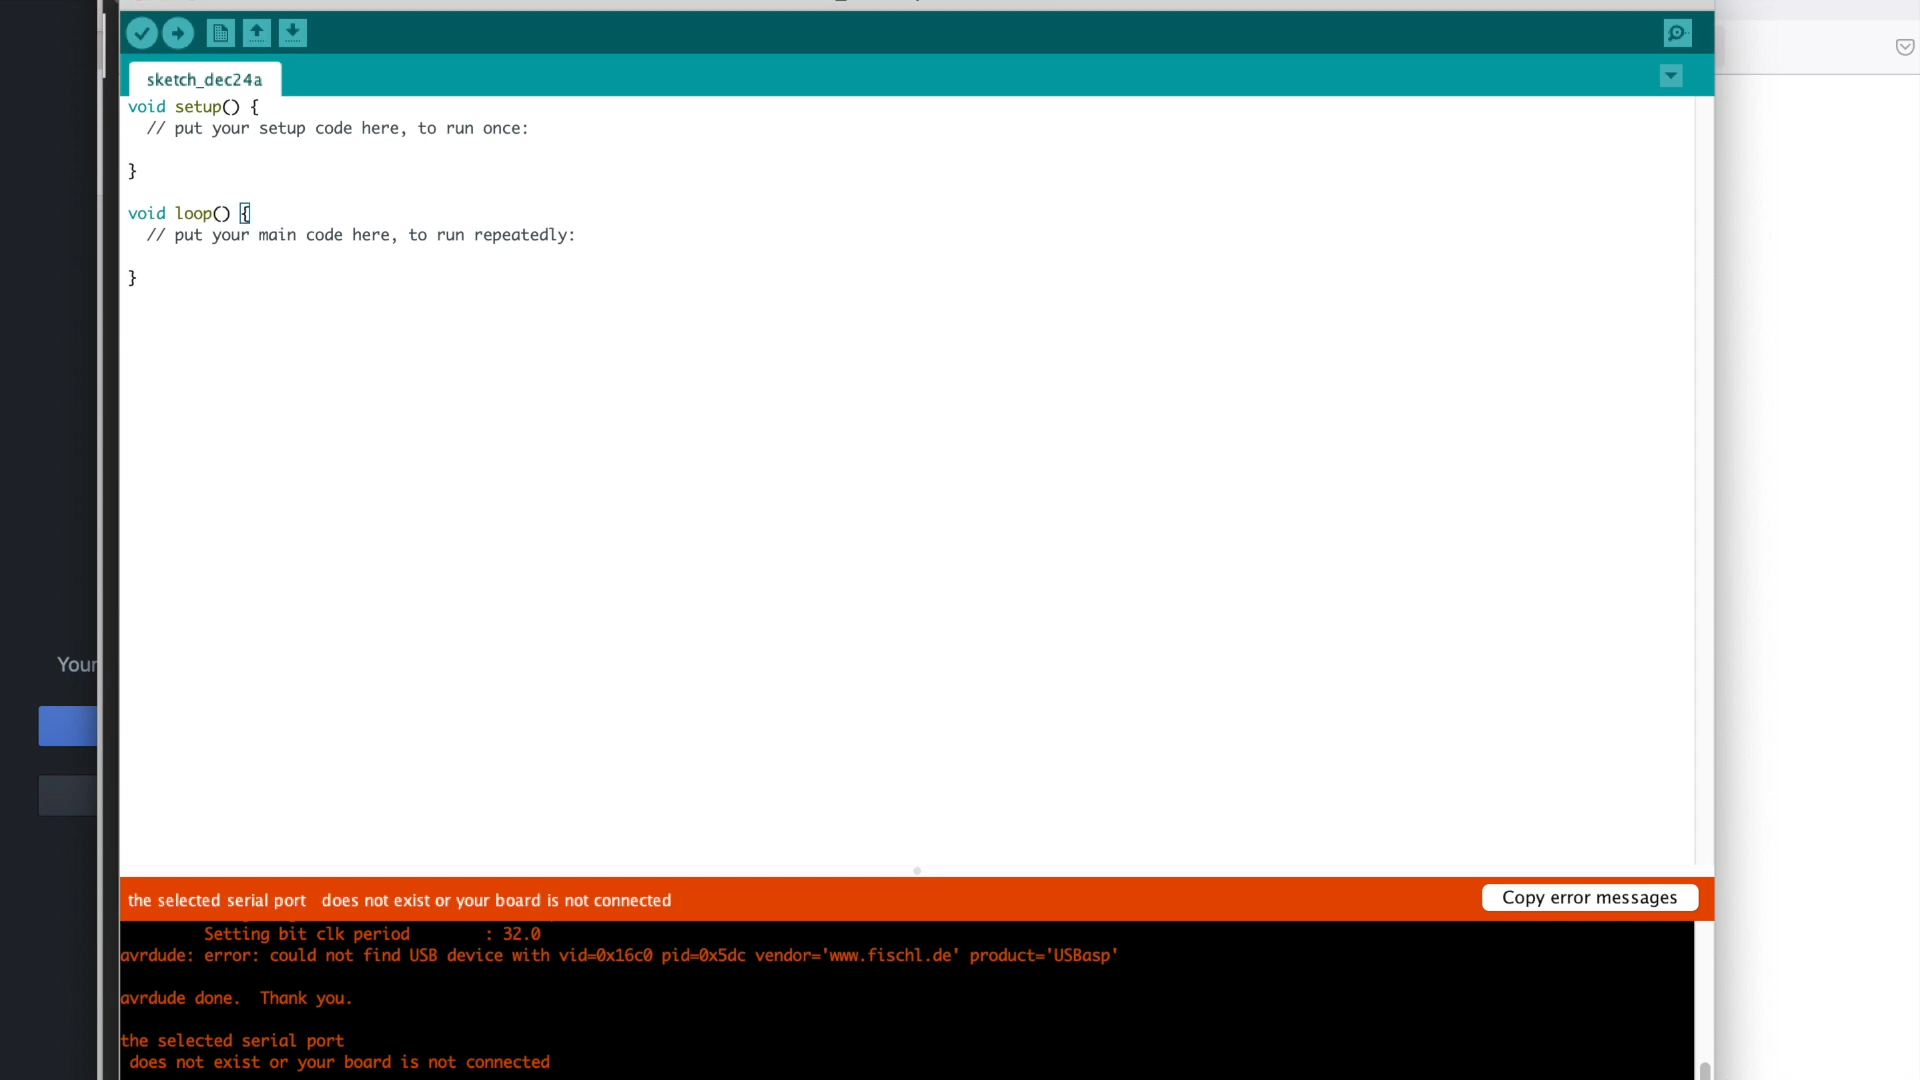 sketch_dec24a
void setup() {
  // put your setup code here, to run once:
}
void loop() {
  // put your main code here, to run repeatedly:
}
Your
the selected serial port   does not exist or your board is not connected
Copy error messages
Setting bit clk period        : 32.0
avrdude: error: could not find USB device with vid=0x16c0 pid=0x5dc vendor='www.fischl.de' product='USBasp'
avrdude done.  Thank you.
the selected serial port
 does not exist or your board is not connected